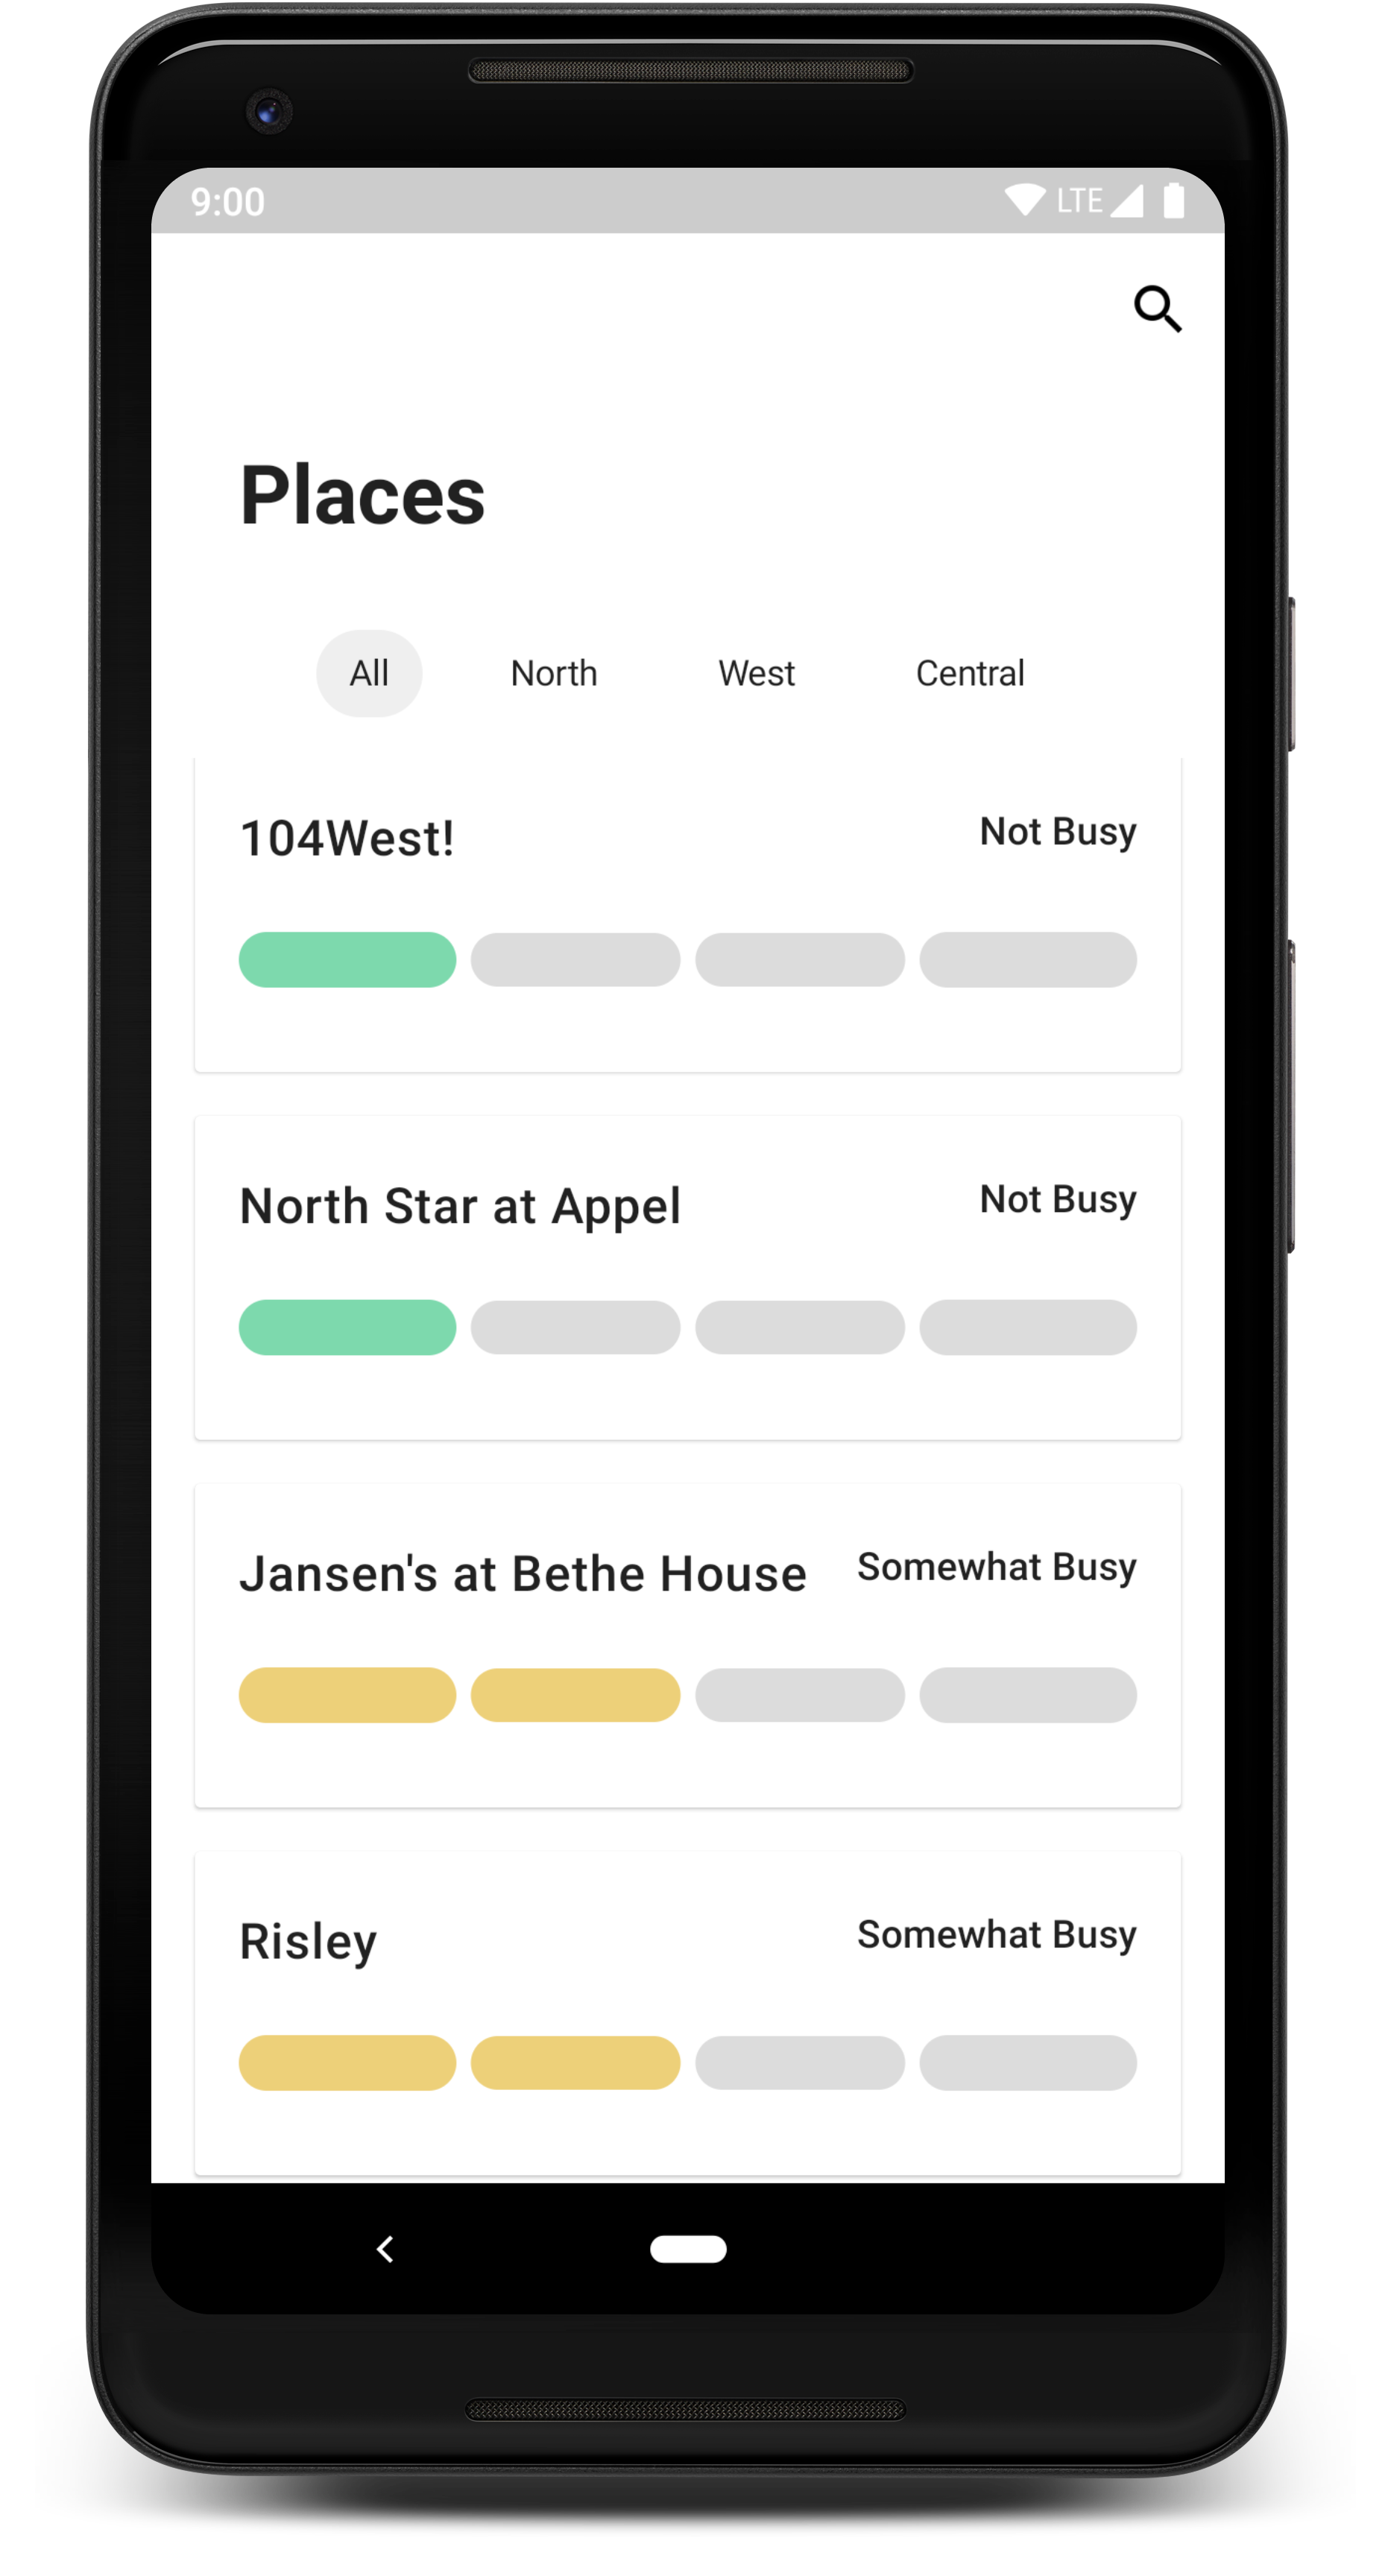 9:00 LTE
Places
All North West Central
104West! Not Busy
North Star at Appel Not Busy
Jansen's at Bethe House Somewhat Busy
Risley Somewhat Busy